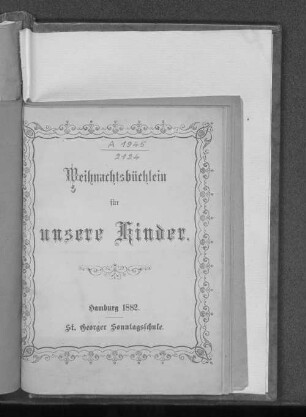 A 1945
2124
Weihnachtsbüchlein
für
unsere Kinder.
Hamburg 1882.
St. Georger Sonntagsschule.